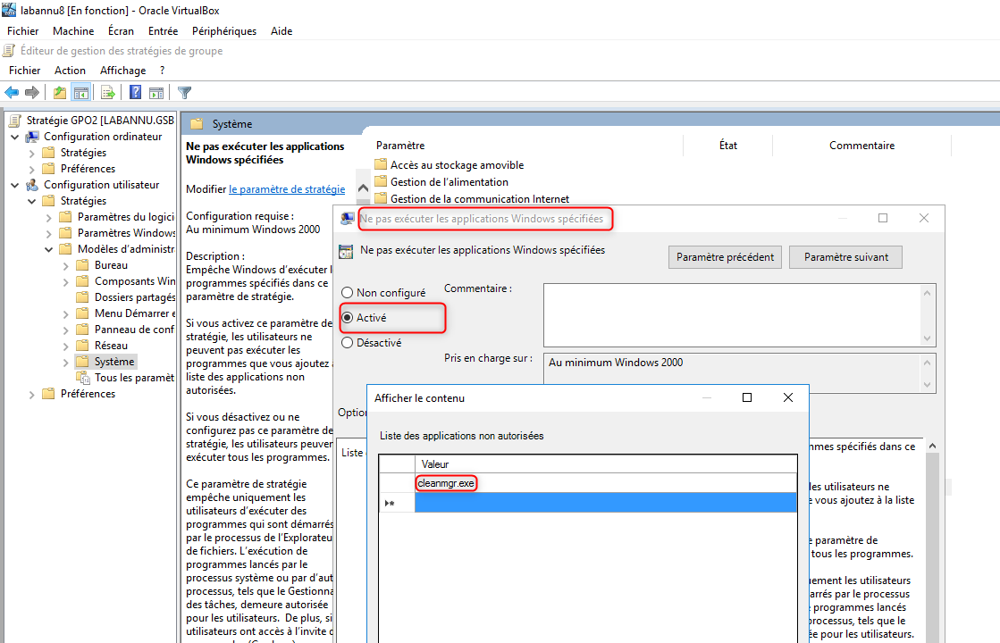 labannu8 [En fonction] - Oracle VirtualBox
Fichier Machine Écran Entrée Périphériques Aide
Éditeur de gestion des stratégies de groupe
Fichier Action Affichage ?
Stratégie GPO2 [LABANNU.GSB
Configuration ordinateur
Stratégies
Préférences
Configuration utilisateur
Stratégies
Paramètres du logici
Paramètres Windows
Modèles d'administr
Bureau
Composants Win
Dossiers partagés
Menu Démarrer e
Panneau de conf
Réseau
Système
Tous les paramèt
Préférences
Système
Ne pas exécuter les applications
Windows spécifiées
Modifier le paramètre de stratégie
Configuration requise :
Au minimum Windows 2000
Description :
Empêche Windows d'exécuter l
programmes spécifiés dans ce
paramètre de stratégie.
Si vous activez ce paramètre de
stratégie, les utilisateurs ne
peuvent pas exécuter les
programmes que vous ajoutez
liste des applications non
autorisées.
Si vous désactivez ou ne
configurez pas ce paramètre de
stratégie, les utilisateurs peuver
exécuter tous les programmes.
Ce paramètre de stratégie
empêche uniquement les
utilisateurs d'exécuter des
programmes qui sont démarrés
par le processus de l'Explorateu
de fichiers. L'exécution de
programmes lancés par le
processus système ou par d'aut
processus, tels que le Gestionna
des tâches, demeure autorisée
pour les utilisateurs. De plus, si
utilisateurs ont accès à l'invite d
Paramètre État Commentaire
Accès au stockage amovible
Gestion de l'alimentation
Gestion de la communication Internet
Ne pas exécuter les applications Windows spécifiées
Ne pas exécuter les applications Windows spécifiées
Paramètre précédent Paramètre suivant
Non configuré
Activé
Désactivé
Commentaire :
Pris en charge sur :
Au minimum Windows 2000
Option
Liste
Afficher le contenu
Liste des applications non autorisées
Valeur
cleanmgr.exe
mes spécifiés dans ce
les utilisateurs ne
e vous ajoutez à la liste
e paramètre de
tous les programmes.
uement les utilisateurs
arrés par le processus
e programmes lancés
processus, tels que le
ée pour les utilisateurs.